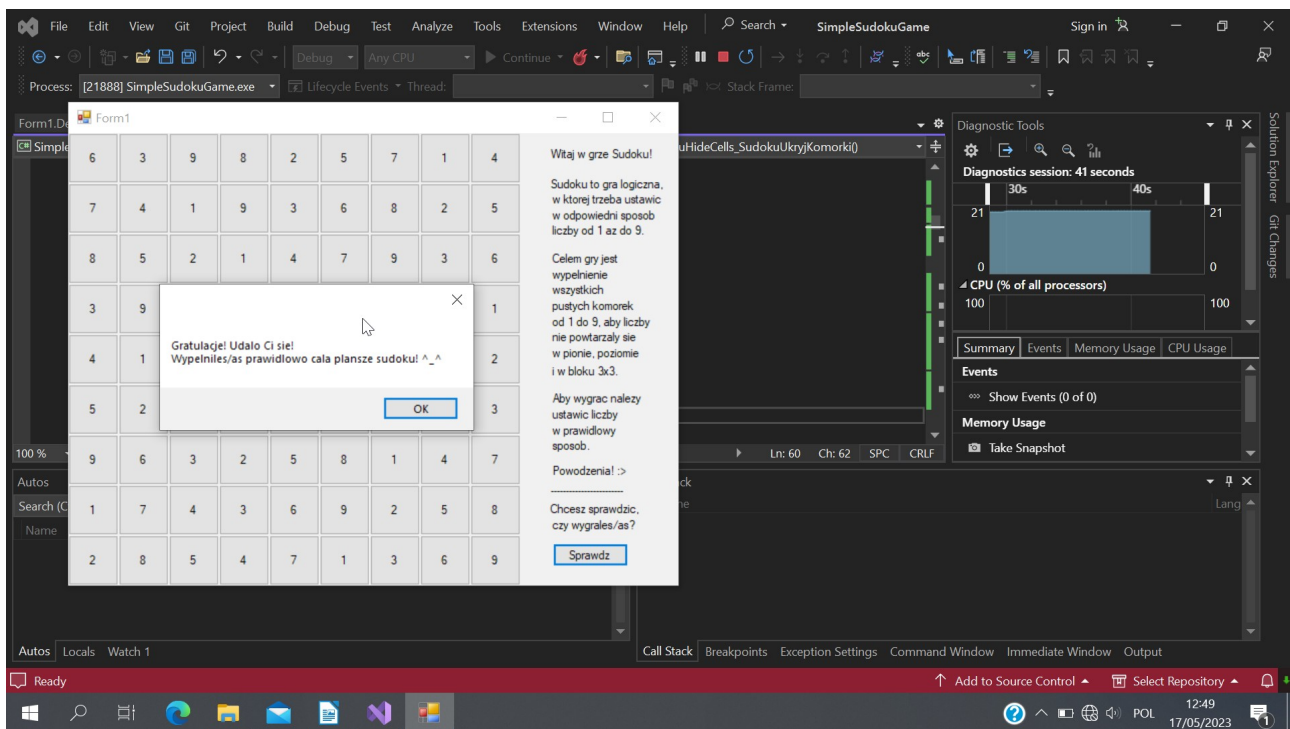 File Edit View Git Project Build Debug Test Analyze Tools Extensions Window Help Search SimpleSudokuGame Sign in
Debug Any CPU Continue
Process: [21888] SimpleSudokuGame.exe Lifecycle Events Thread: Stack Frame:
Form1.De
C# Simple
uHideCells_SudokuUkryjKomorki()
Form1
6 3 9 8 2 5 7 1 4
7 4 1 9 3 6 8 2 5
8 5 2 1 4 7 9 3 6
3 9 1
4 1 2
5 2 3
9 6 3 2 5 8 1 4 7
1 7 4 3 6 9 2 5 8
2 8 5 4 7 1 3 6 9
Gratulacje! Udalo Ci sie!
Wypelniles/as prawidlowo cala plansze sudoku! ^_^
OK
Witaj w grze Sudoku!
Sudoku to gra logiczna,
w ktorej trzeba ustawic
w odpowiedni sposob
liczby od 1 az do 9.
Celem gry jest
wypelnienie
wszystkich
pustych komorek
od 1 do 9, aby liczby
nie powtarzaly sie
w pionie, poziomie
i w bloku 3x3.
Aby wygrac nalezy
ustawic liczby
w prawidlowy
sposob.
Powodzenia! :>
------------------------
Chcesz sprawdzic,
czy wygrales/as?
Sprawdz
Diagnostic Tools
Diagnostics session: 41 seconds
30s 40s
21 21
0 0
CPU (% of all processors)
100 100
Summary Events Memory Usage CPU Usage
Events
Show Events (0 of 0)
Memory Usage
Take Snapshot
Solution Explorer
Git Changes
100 % Ln: 60 Ch: 62 SPC CRLF
Autos
Search (C
Name
ck
ne Lang
Autos Locals Watch 1
Call Stack Breakpoints Exception Settings Command Window Immediate Window Output
Ready Add to Source Control Select Repository
POL 12:49
17/05/2023
1